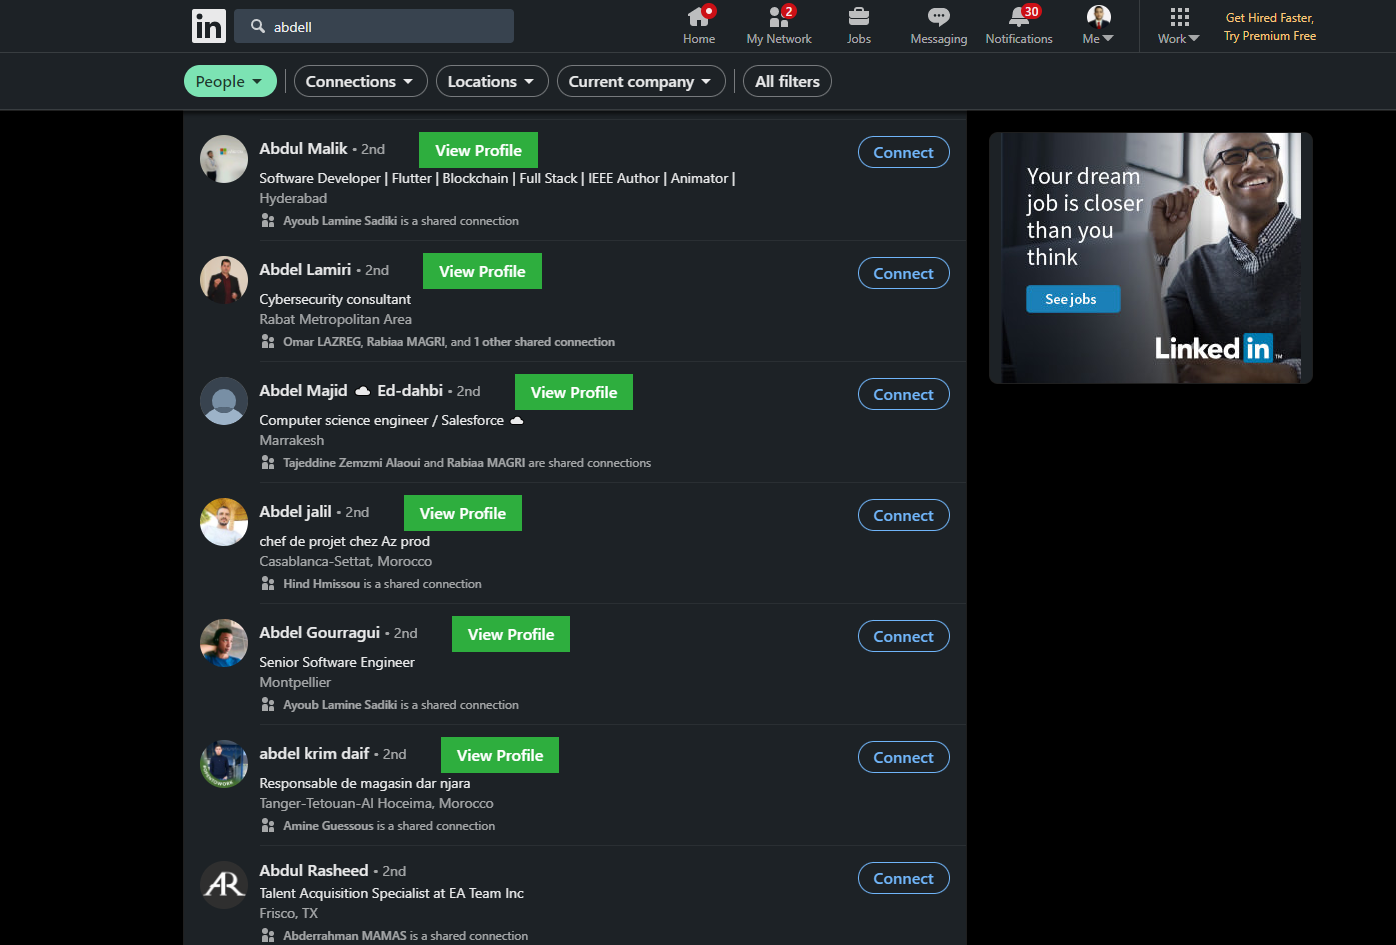 in
abdell
Home
2
My Network
Jobs
Messaging
30
Notifications
Me
Work
Get Hired Faster,
Try Premium Free
People
Connections
Locations
Current company
All filters
Abdul Malik • 2nd
View Profile
Connect
Software Developer | Flutter | Blockchain | Full Stack | IEEE Author | Animator |
Hyderabad
Ayoub Lamine Sadiki is a shared connection
Abdel Lamiri • 2nd
View Profile
Connect
Cybersecurity consultant
Rabat Metropolitan Area
Omar LAZREG, Rabiaa MAGRI, and 1 other shared connection
Abdel Majid ☁ Ed-dahbi • 2nd
View Profile
Connect
Computer science engineer / Salesforce ☁
Marrakesh
Tajeddine Zemzmi Alaoui and Rabiaa MAGRI are shared connections
Abdel jalil • 2nd
View Profile
Connect
chef de projet chez Az prod
Casablanca-Settat, Morocco
Hind Hmissou is a shared connection
Abdel Gourragui • 2nd
View Profile
Connect
Senior Software Engineer
Montpellier
Ayoub Lamine Sadiki is a shared connection
abdel krim daif • 2nd
View Profile
Connect
Responsable de magasin dar njara
Tanger-Tetouan-Al Hoceima, Morocco
Amine Guessous is a shared connection
AR
Abdul Rasheed • 2nd
Connect
Talent Acquisition Specialist at EA Team Inc
Frisco, TX
Abderrahman MAMAS is a shared connection
Your dream
job is closer
than you
think
See jobs
Linked in ™